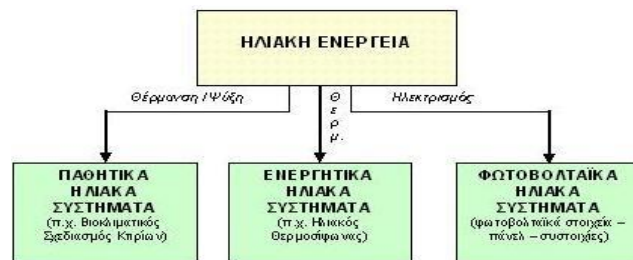 ΗΛΙΑΚΗ ΕΝΕΡΓΕΙΑ
Θέρμανση /Ψύξη
Θερμ.
Ηλεκτρισμός
ΠΑΘΗΤΙΚΑ
ΗΛΙΑΚΑ
ΣΥΣΤΗΜΑΤΑ
(π.χ. Βιοκλιματικός
Σχεδιασμός Κτιρίων)
ΕΝΕΡΓΗΤΙΚΑ
ΗΛΙΑΚΑ
ΣΥΣΤΗΜΑΤΑ
(π.χ. Ηλιακός
Θερμοσίφωνας)
ΦΩΤΟΒΟΛΤΑΪΚΑ
ΗΛΙΑΚΑ
ΣΥΣΤΗΜΑΤΑ
(φωτοβολταϊκά στοιχεία –
πάνελ – συστοιχίες)